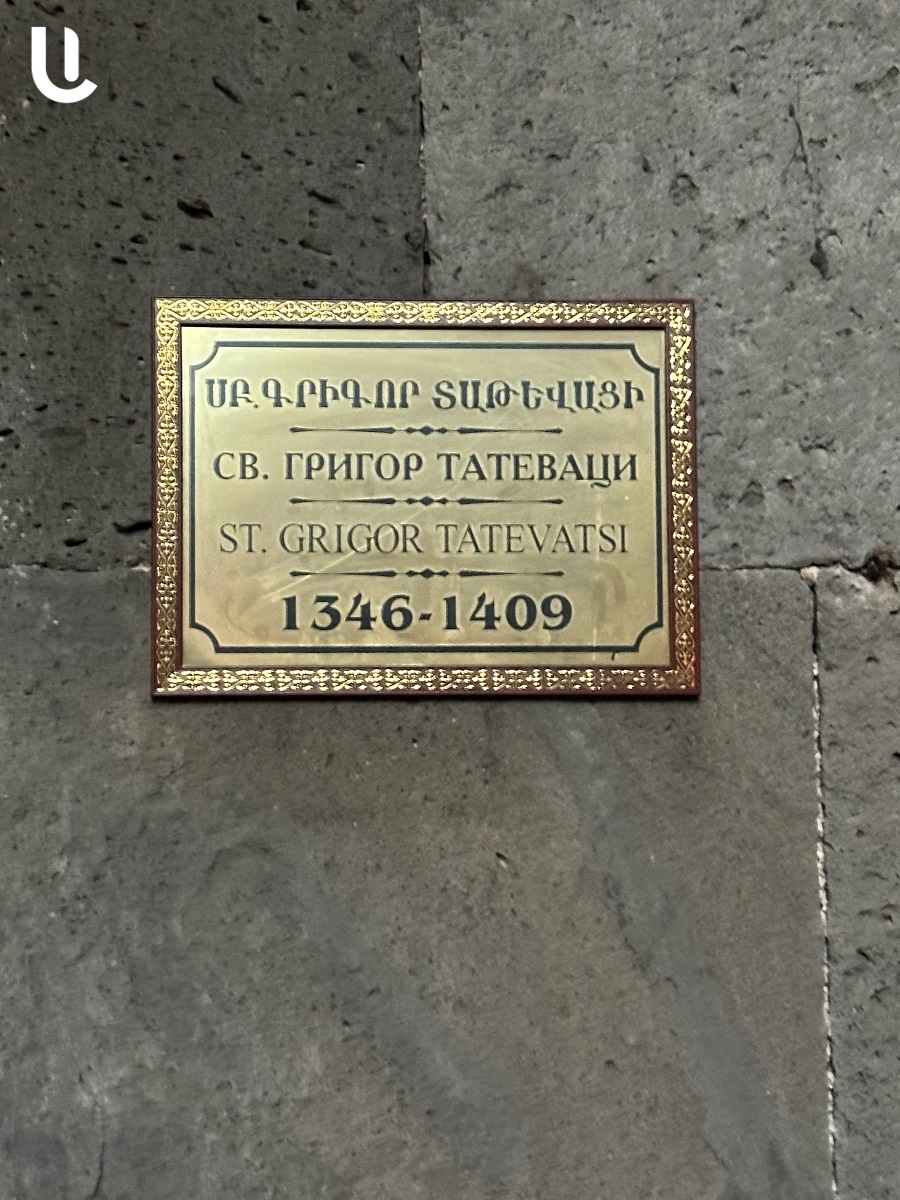 ՍԲ.ԳՐԻԳՈՐ ՏԱԹԵՎԱՑԻ
СВ. ГРИГОР ТАТЕВАЦИ
ST. GRIGOR TATEVATSI
1346-1409